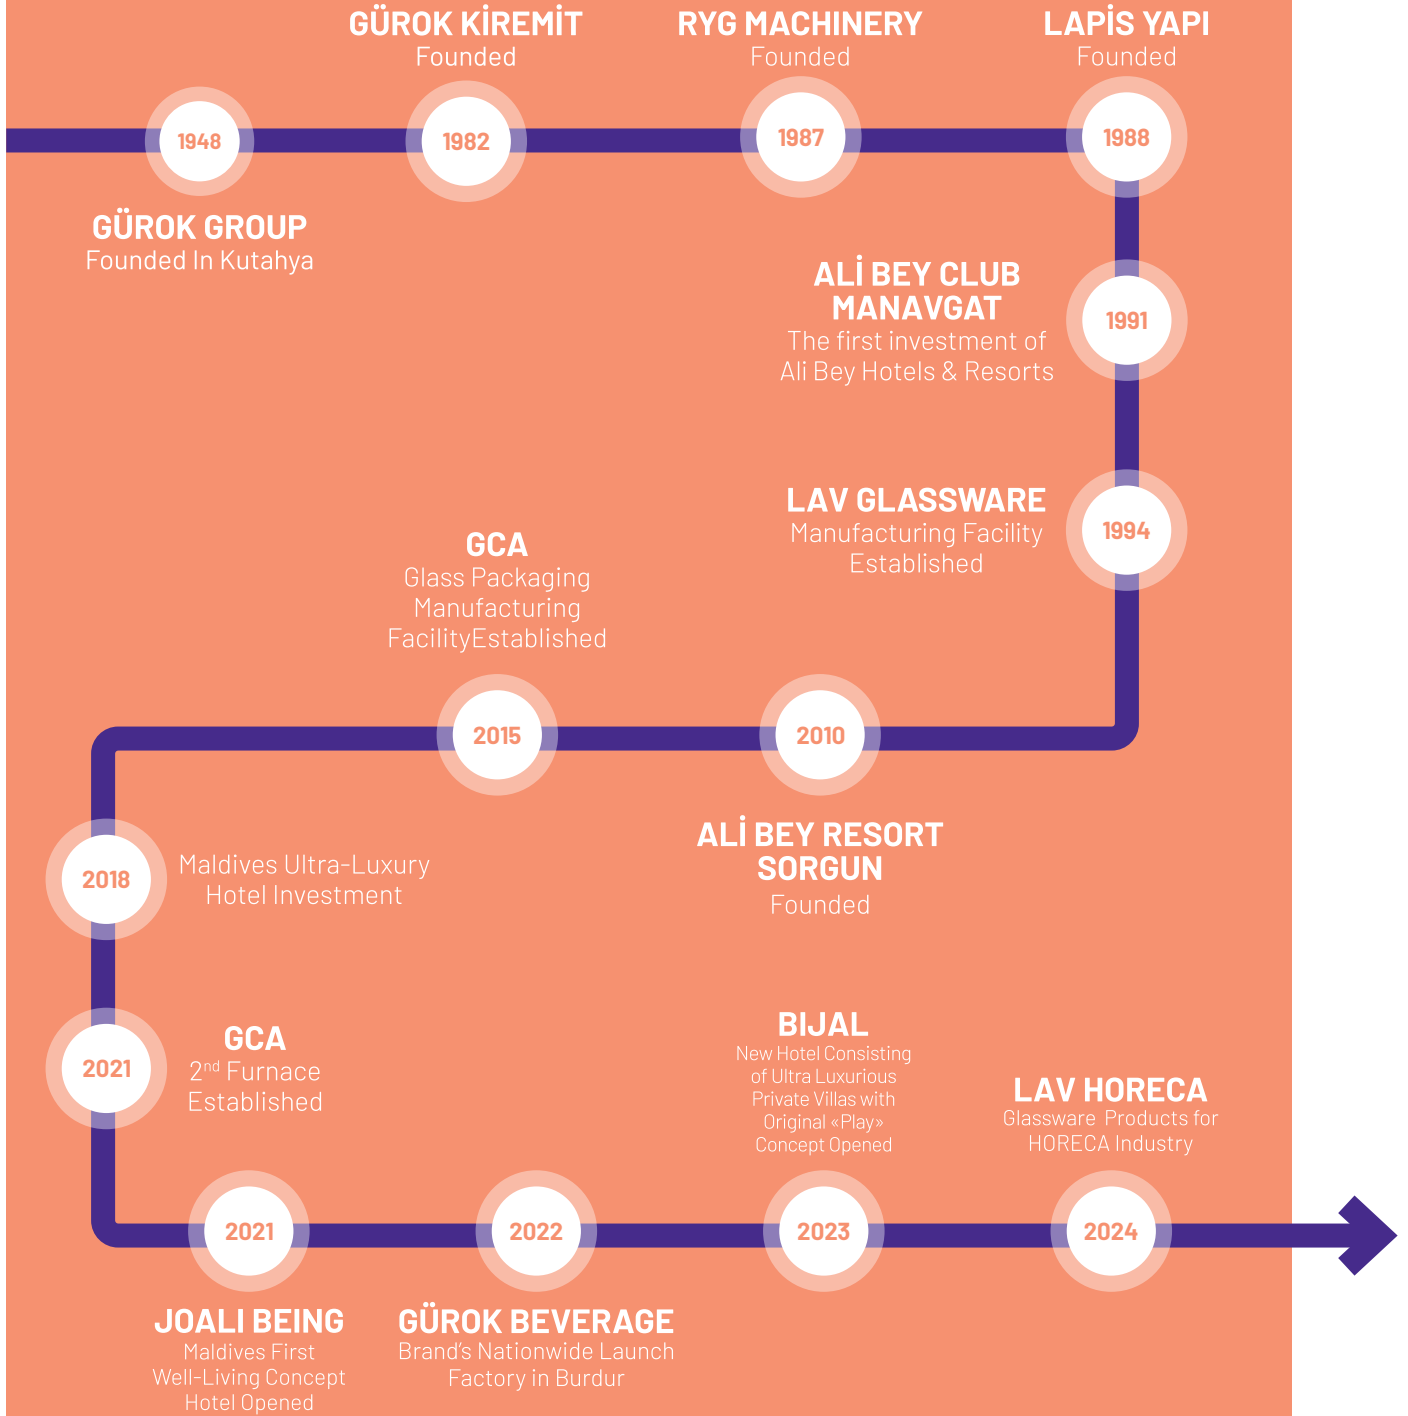 1948
GÜROK GROUP
Founded In Kutahya
GÜROK KİREMİT
Founded
1982
RYG MACHINERY
Founded
1987
LAPİS YAPI
Founded
1988
ALİ BEY CLUB
MANAVGAT
The first investment of
Ali Bey Hotels & Resorts
1991
LAV GLASSWARE
Manufacturing Facility
Established
1994
2010
ALİ BEY RESORT
SORGUN
Founded
GCA
Glass Packaging
Manufacturing
FacilityEstablished
2015
2018
Maldives Ultra-Luxury
Hotel Investment
2021
GCA
2nd Furnace
Established
2021
JOALI BEING
Maldives First
Well-Living Concept
Hotel Opened
2022
GÜROK BEVERAGE
Brand's Nationwide Launch
Factory in Burdur
BIJAL
New Hotel Consisting
of Ultra Luxurious
Private Villas with
Original «Play»
Concept Opened
2023
LAV HORECA
Glassware Products for
HORECA Industry
2024